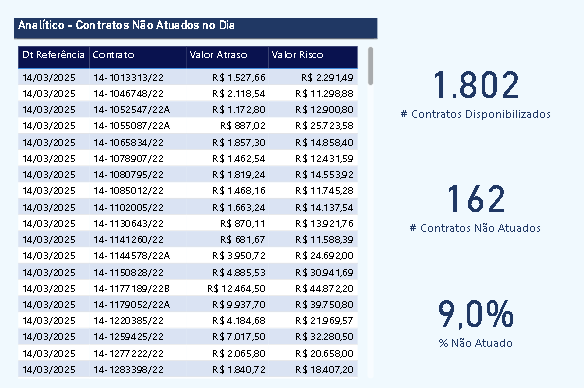 Analítico - Contratos Não Atuados no Dia
Dt Referência Contrato Valor Atraso Valor Risco
14/03/2025 14-1013313/22 R$ 1.527,66 R$ 2.291,49
14/03/2025 14-1046748/22 R$ 2.118,54 R$ 11.298,88
14/03/2025 14-1052547/22A R$ 1.172,80 R$ 12.900,80
14/03/2025 14-1055087/22A R$ 887,02 R$ 25.723,58
14/03/2025 14-1065834/22 R$ 1.857,30 R$ 14.858,40
14/03/2025 14-1078907/22 R$ 1.462,54 R$ 12.431,59
14/03/2025 14-1080795/22 R$ 1.819,24 R$ 14.553,92
14/03/2025 14-1085012/22 R$ 1.468,16 R$ 11.745,28
14/03/2025 14-1102005/22 R$ 1.663,24 R$ 14.137,54
14/03/2025 14-1130643/22 R$ 870,11 R$ 13.921,76
14/03/2025 14-1141260/22 R$ 681,67 R$ 11.588,39
14/03/2025 14-1144578/22A R$ 3.950,72 R$ 24.692,00
14/03/2025 14-1150828/22 R$ 4.885,53 R$ 30.941,69
14/03/2025 14-1177189/22B R$ 12.464,50 R$ 44.872,20
14/03/2025 14-1179052/22A R$ 9.937,70 R$ 39.750,80
14/03/2025 14-1220385/22 R$ 4.184,68 R$ 21.969,57
14/03/2025 14-1259425/22 R$ 7.017,50 R$ 32.280,50
14/03/2025 14-1277222/22 R$ 2.065,80 R$ 20.658,00
14/03/2025 14-1283398/22 R$ 1.840,72 R$ 18.407,20
1.802
# Contratos Disponibilizados
162
# Contratos Não Atuados
9,0%
% Não Atuado